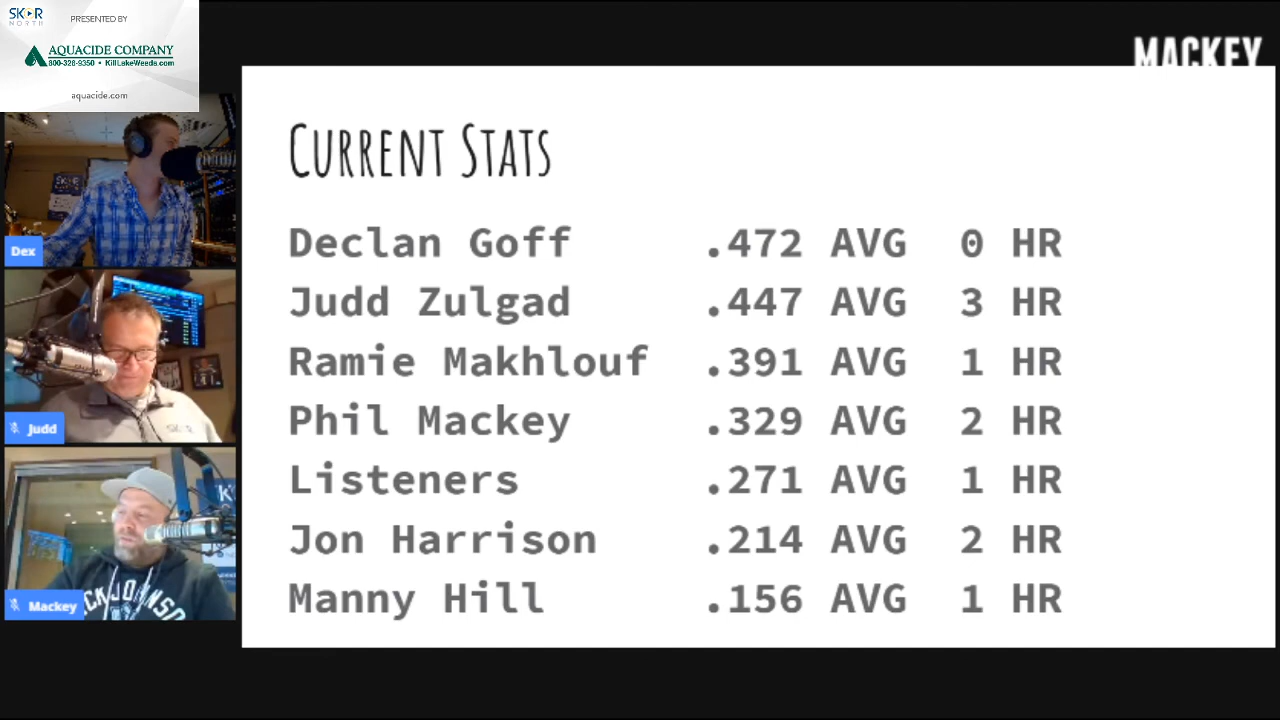 SKOR
NORTH
PRESENTED BY
AQUACIDE COMPANY
800-328-9350 • KillLakeWeeds.com
aquacide.com
MACKEY
CURRENT STATS
Declan Goff .472 AVG 0 HR
Judd Zulgad .447 AVG 3 HR
Ramie Makhlouf .391 AVG 1 HR
Phil Mackey .329 AVG 2 HR
Listeners .271 AVG 1 HR
Jon Harrison .214 AVG 2 HR
Manny Hill .156 AVG 1 HR
Dex
Judd
Mackey